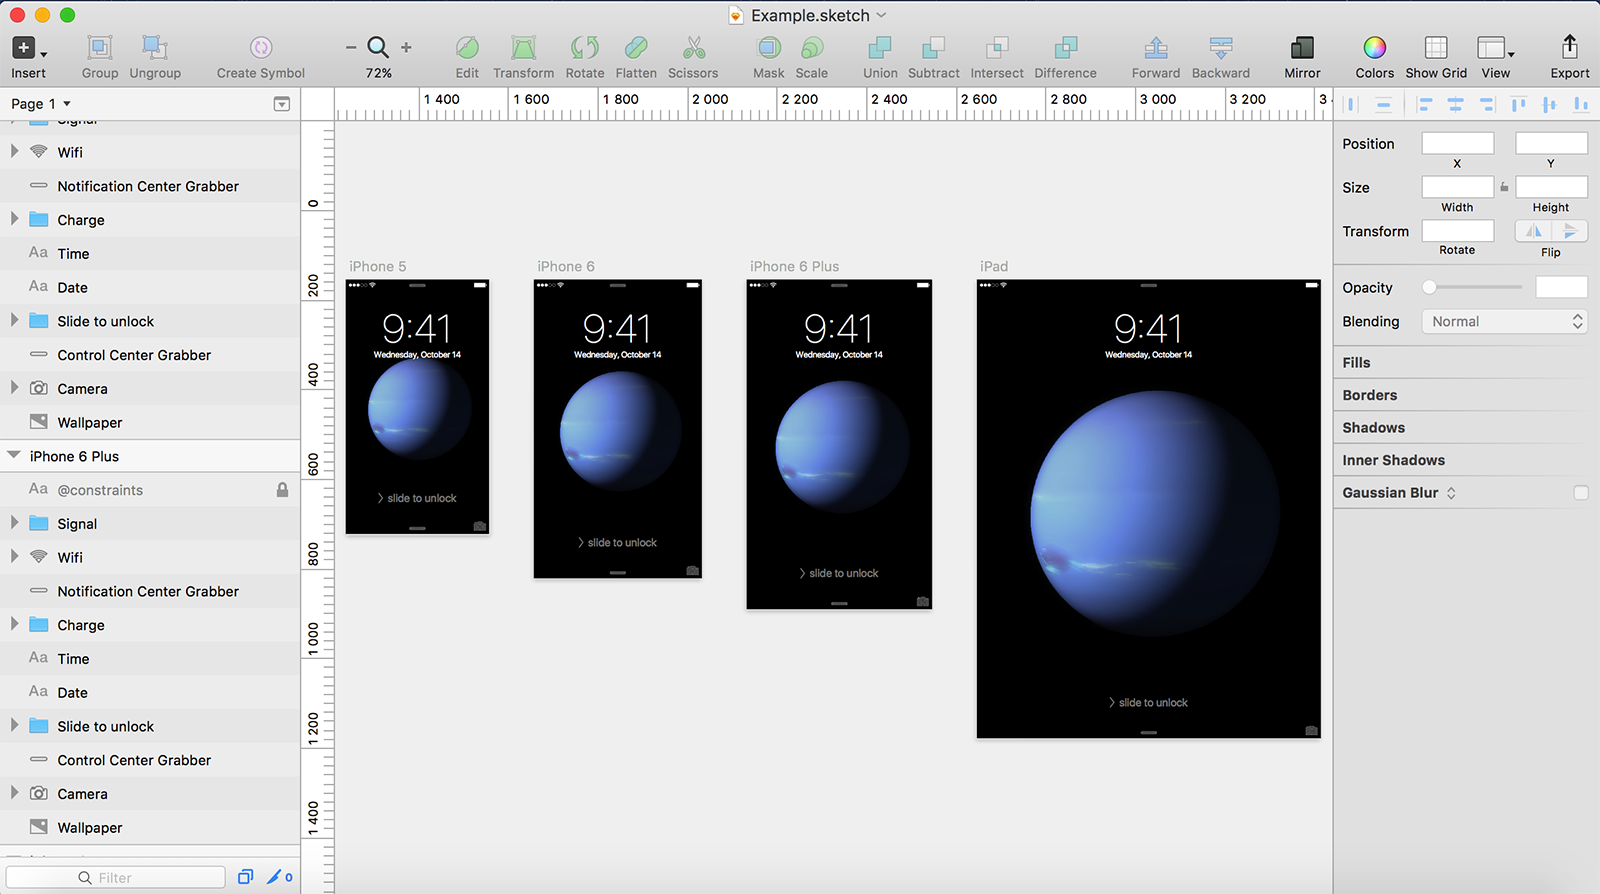 Example.sketch
Insert
Group
Ungroup
Create Symbol
72%
Edit
Transform
Rotate
Flatten
Scissors
Mask
Scale
Union
Subtract
Intersect
Difference
Forward
Backward
Mirror
Colors
Show Grid
View
Export
Page 1
Signal
Wifi
Notification Center Grabber
Charge
Aa Time
Aa Date
Slide to unlock
Control Center Grabber
Camera
Wallpaper
iPhone 6 Plus
Aa @constraints
Signal
Wifi
Notification Center Grabber
Charge
Aa Time
Aa Date
Slide to unlock
Control Center Grabber
Camera
Wallpaper
Filter
0
1 400
1 600
1 800
2 000
2 200
2 400
2 600
2 800
3 000
3 200
0
200
400
600
800
1 000
1 200
1 400
iPhone 5
9:41
Wednesday, October 14
slide to unlock
iPhone 6
9:41
Wednesday, October 14
slide to unlock
iPhone 6 Plus
9:41
Wednesday, October 14
slide to unlock
iPad
9:41
Wednesday, October 14
slide to unlock
Position
X
Y
Size
Width
Height
Transform
Rotate
Flip
Opacity
Blending
Normal
Fills
Borders
Shadows
Inner Shadows
Gaussian Blur